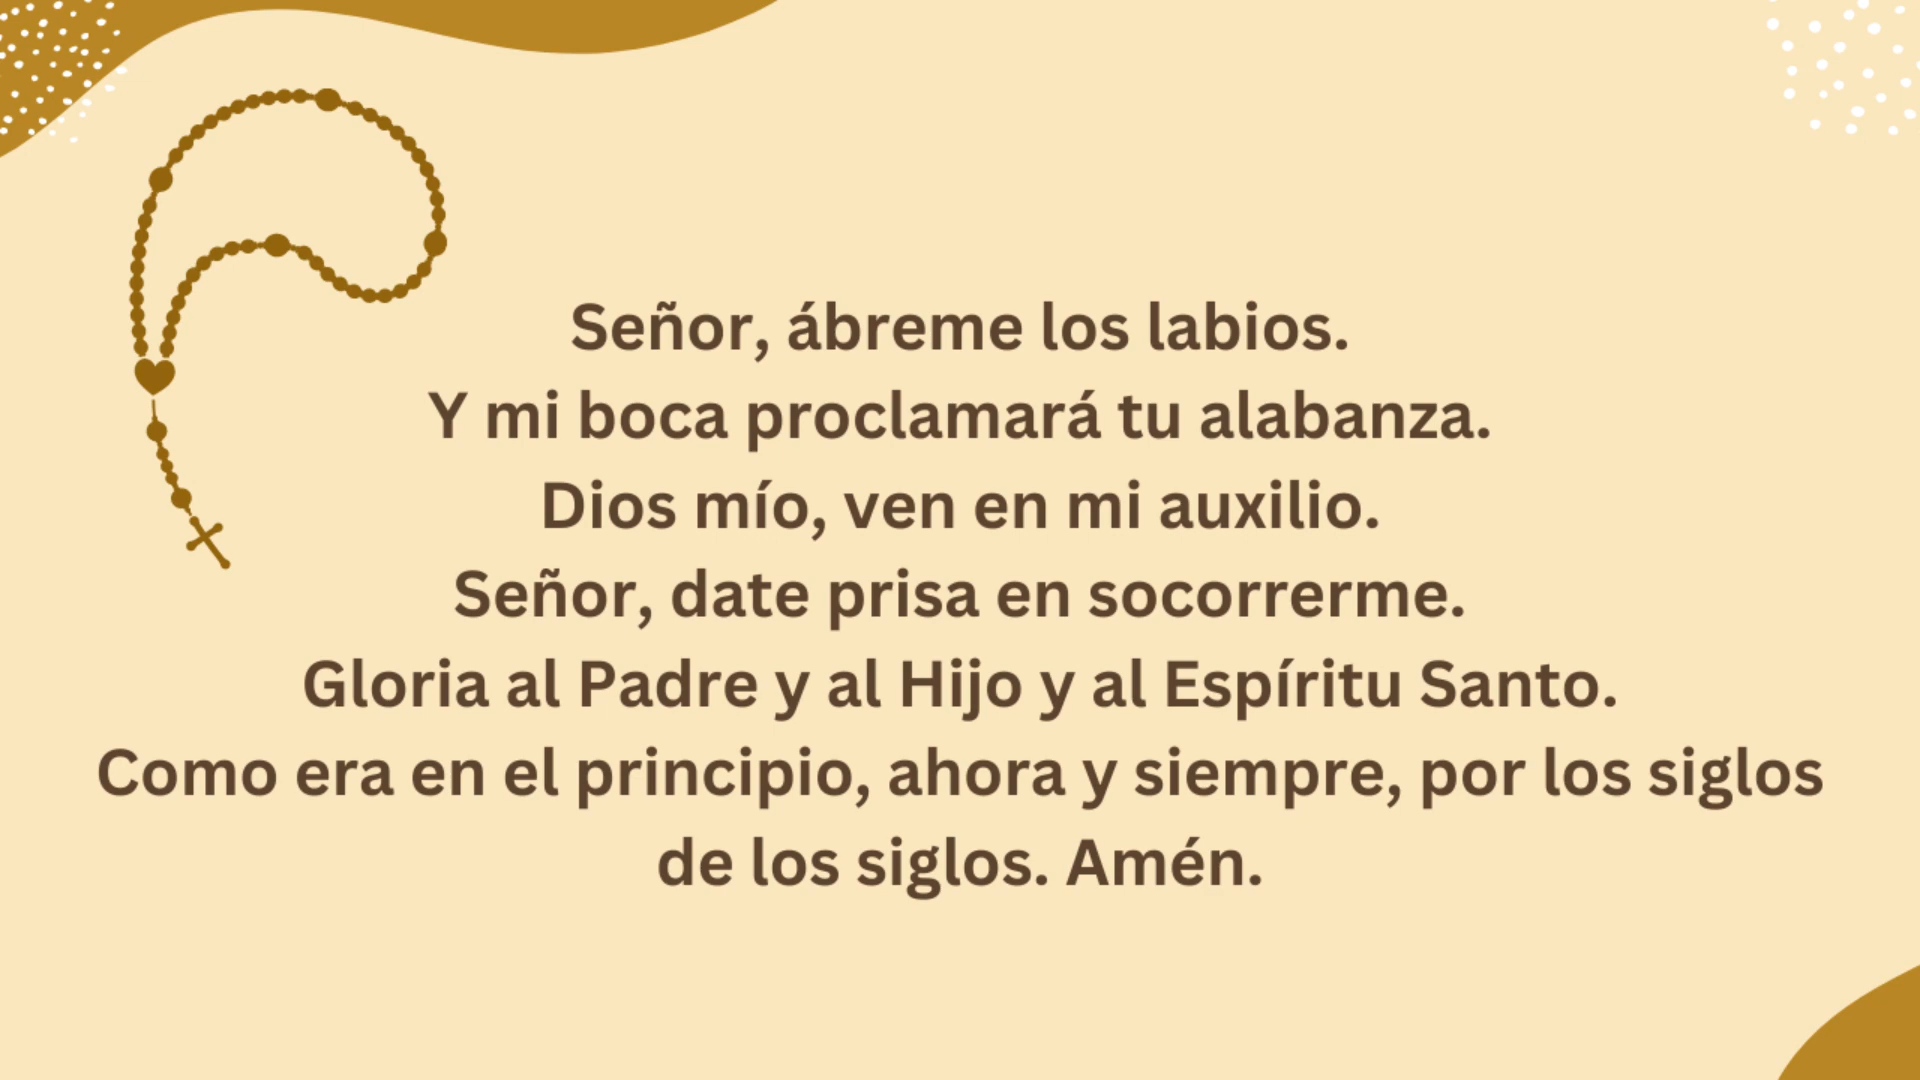 Señor, ábreme los labios.
Y mi boca proclamará tu alabanza.
Dios mío, ven en mi auxilio.
Señor, date prisa en socorrerme.
Gloria al Padre y al Hijo y al Espíritu Santo.
Como era en el principio, ahora y siempre, por los siglos
de los siglos. Amén.